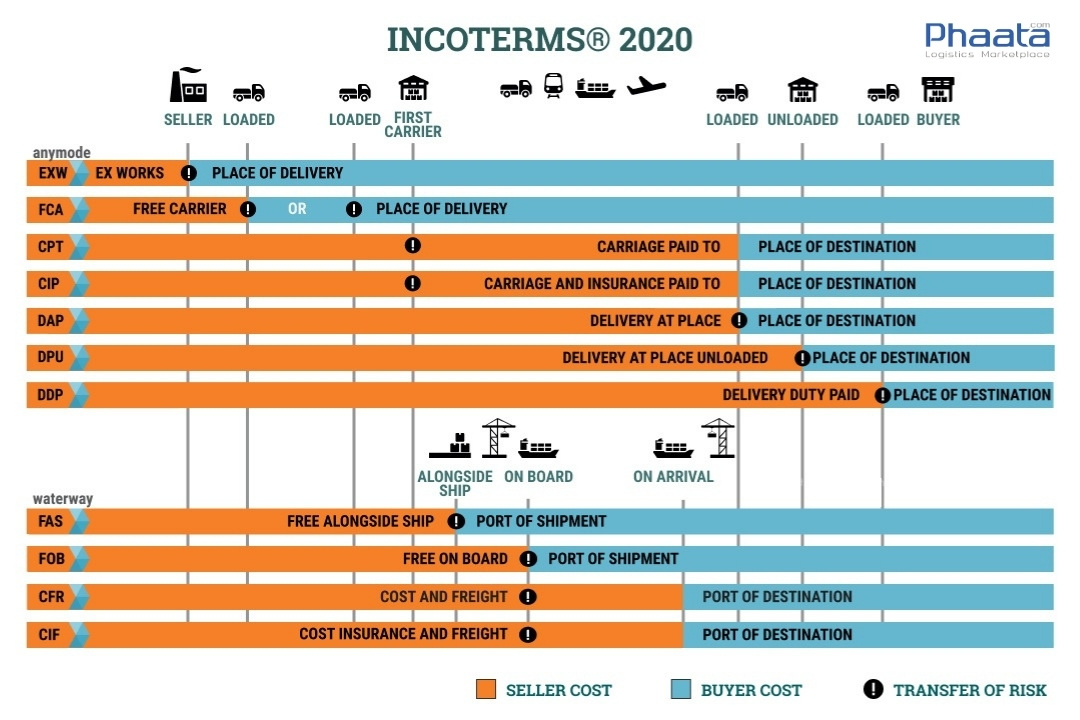 INCOTERMS® 2020
Phaata.com
Logistics Marketplace
SELLER LOADED LOADED FIRST CARRIER LOADED UNLOADED LOADED BUYER
anymode
EXW EX WORKS ! PLACE OF DELIVERY
FCA FREE CARRIER ! OR ! PLACE OF DELIVERY
CPT ! CARRIAGE PAID TO PLACE OF DESTINATION
CIP ! CARRIAGE AND INSURANCE PAID TO PLACE OF DESTINATION
DAP DELIVERY AT PLACE ! PLACE OF DESTINATION
DPU DELIVERY AT PLACE UNLOADED ! PLACE OF DESTINATION
DDP DELIVERY DUTY PAID ! PLACE OF DESTINATION
ALONGSIDE SHIP ON BOARD ON ARRIVAL
waterway
FAS FREE ALONGSIDE SHIP ! PORT OF SHIPMENT
FOB FREE ON BOARD ! PORT OF SHIPMENT
CFR COST AND FREIGHT ! PORT OF DESTINATION
CIF COST INSURANCE AND FREIGHT ! PORT OF DESTINATION
SELLER COST BUYER COST ! TRANSFER OF RISK